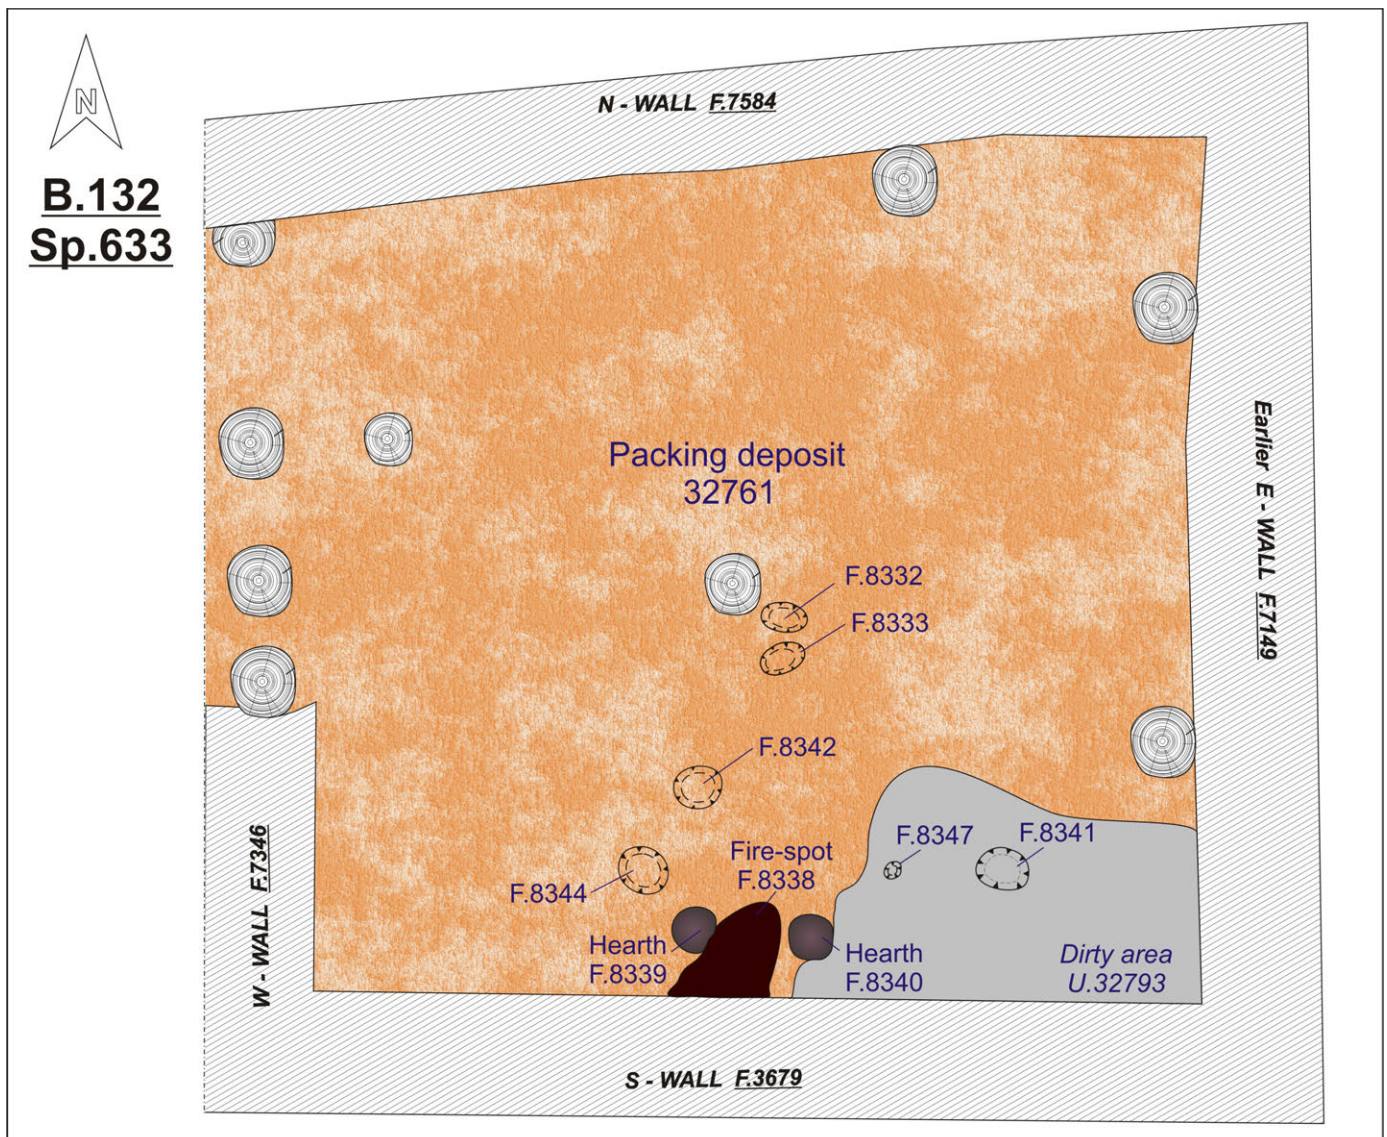 N
B.132
Sp.633
N - WALL F.7584
Packing deposit
32761
Earlier E - WALL F.7149
F.8332
F.8333
F.8342
F.8347
F.8341
Fire-spot
F.8338
F.8344
Hearth
F.8339
Hearth
F.8340
Dirty area
U.32793
W - WALL F.7346
S - WALL F.3679